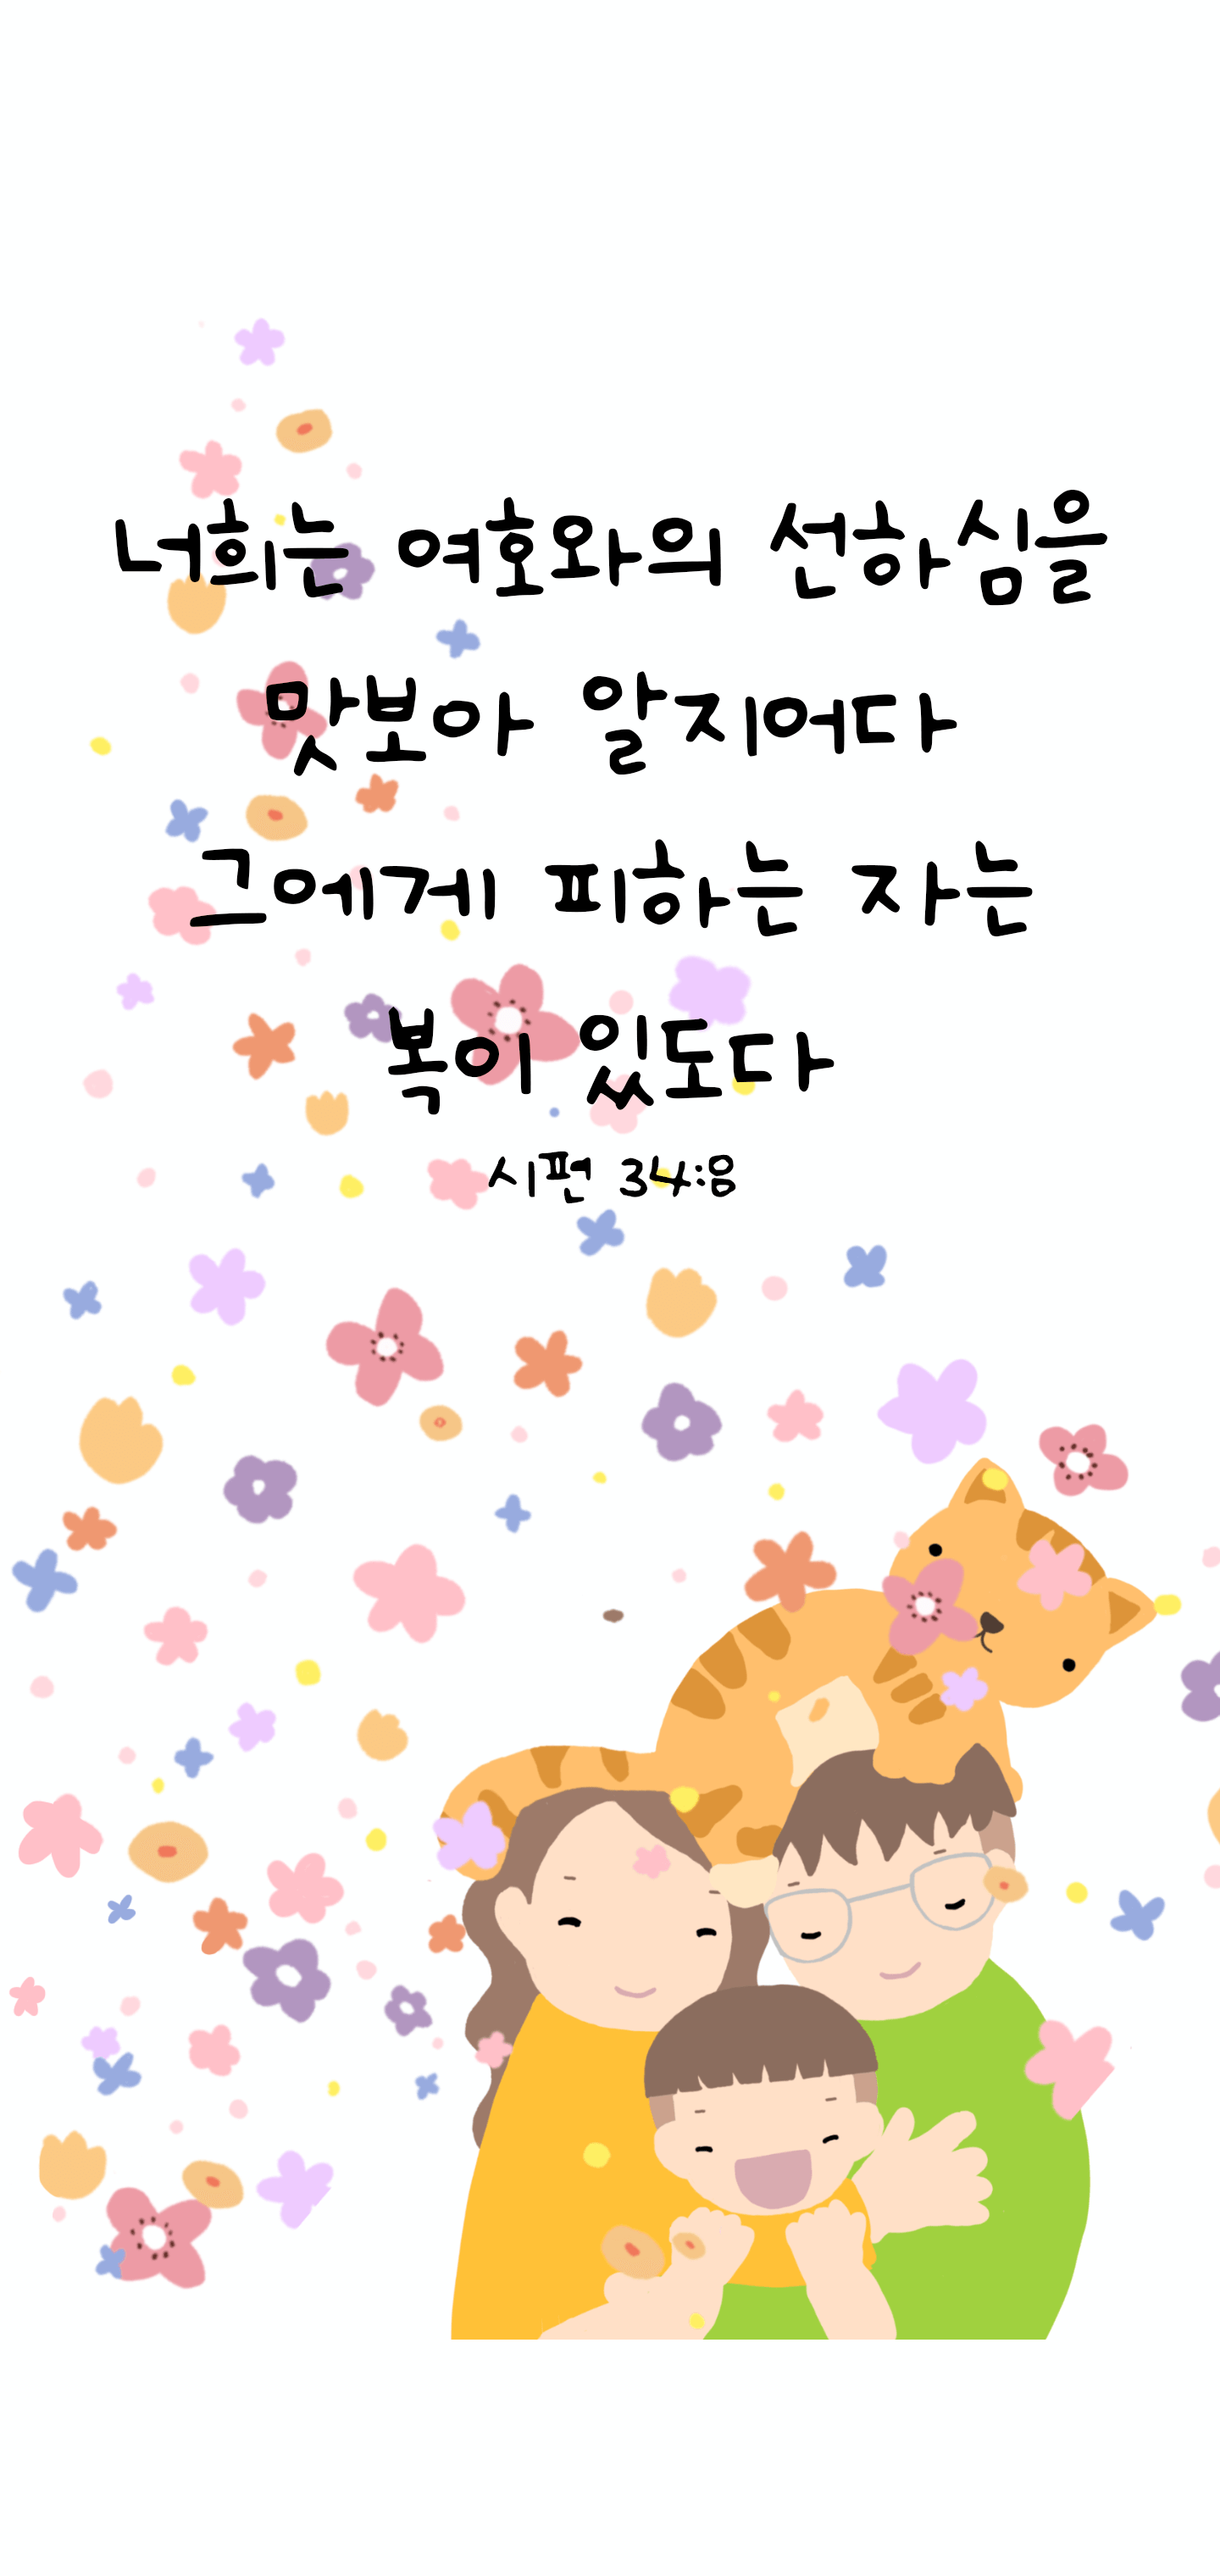 너희는 여호와의 선하심을
맛보아 알지어다
그에게 피하는 자는
복이 있도다
시편 34:음